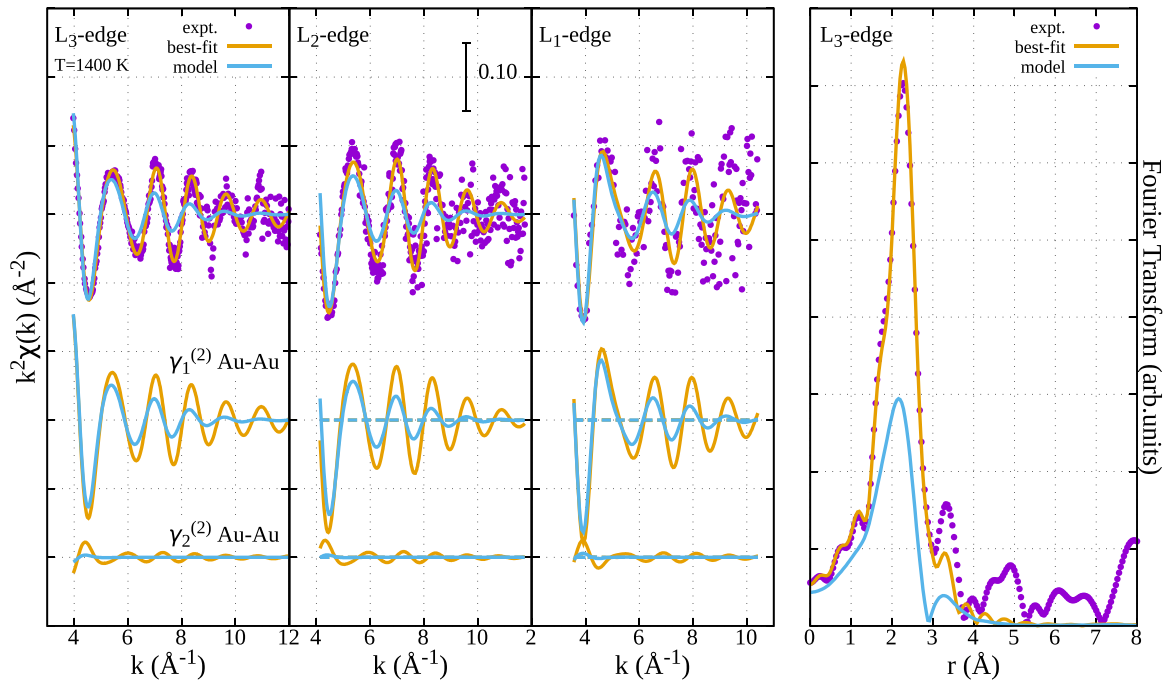 L₃-edge
T=1400 K
expt.
best-fit
model
L₂-edge
0.10
L₁-edge
L₃-edge
expt.
best-fit
model
k²χ(k) (Å⁻²)
γ₁⁽²⁾ Au-Au
γ₂⁽²⁾ Au-Au
Fourier Transform (arb.units)
4 6 8 10 12
4 6 8 10 2
4 6 8 10
0 1 2 3 4 5 6 7 8
k (Å⁻¹)
k (Å⁻¹)
k (Å⁻¹)
r (Å)